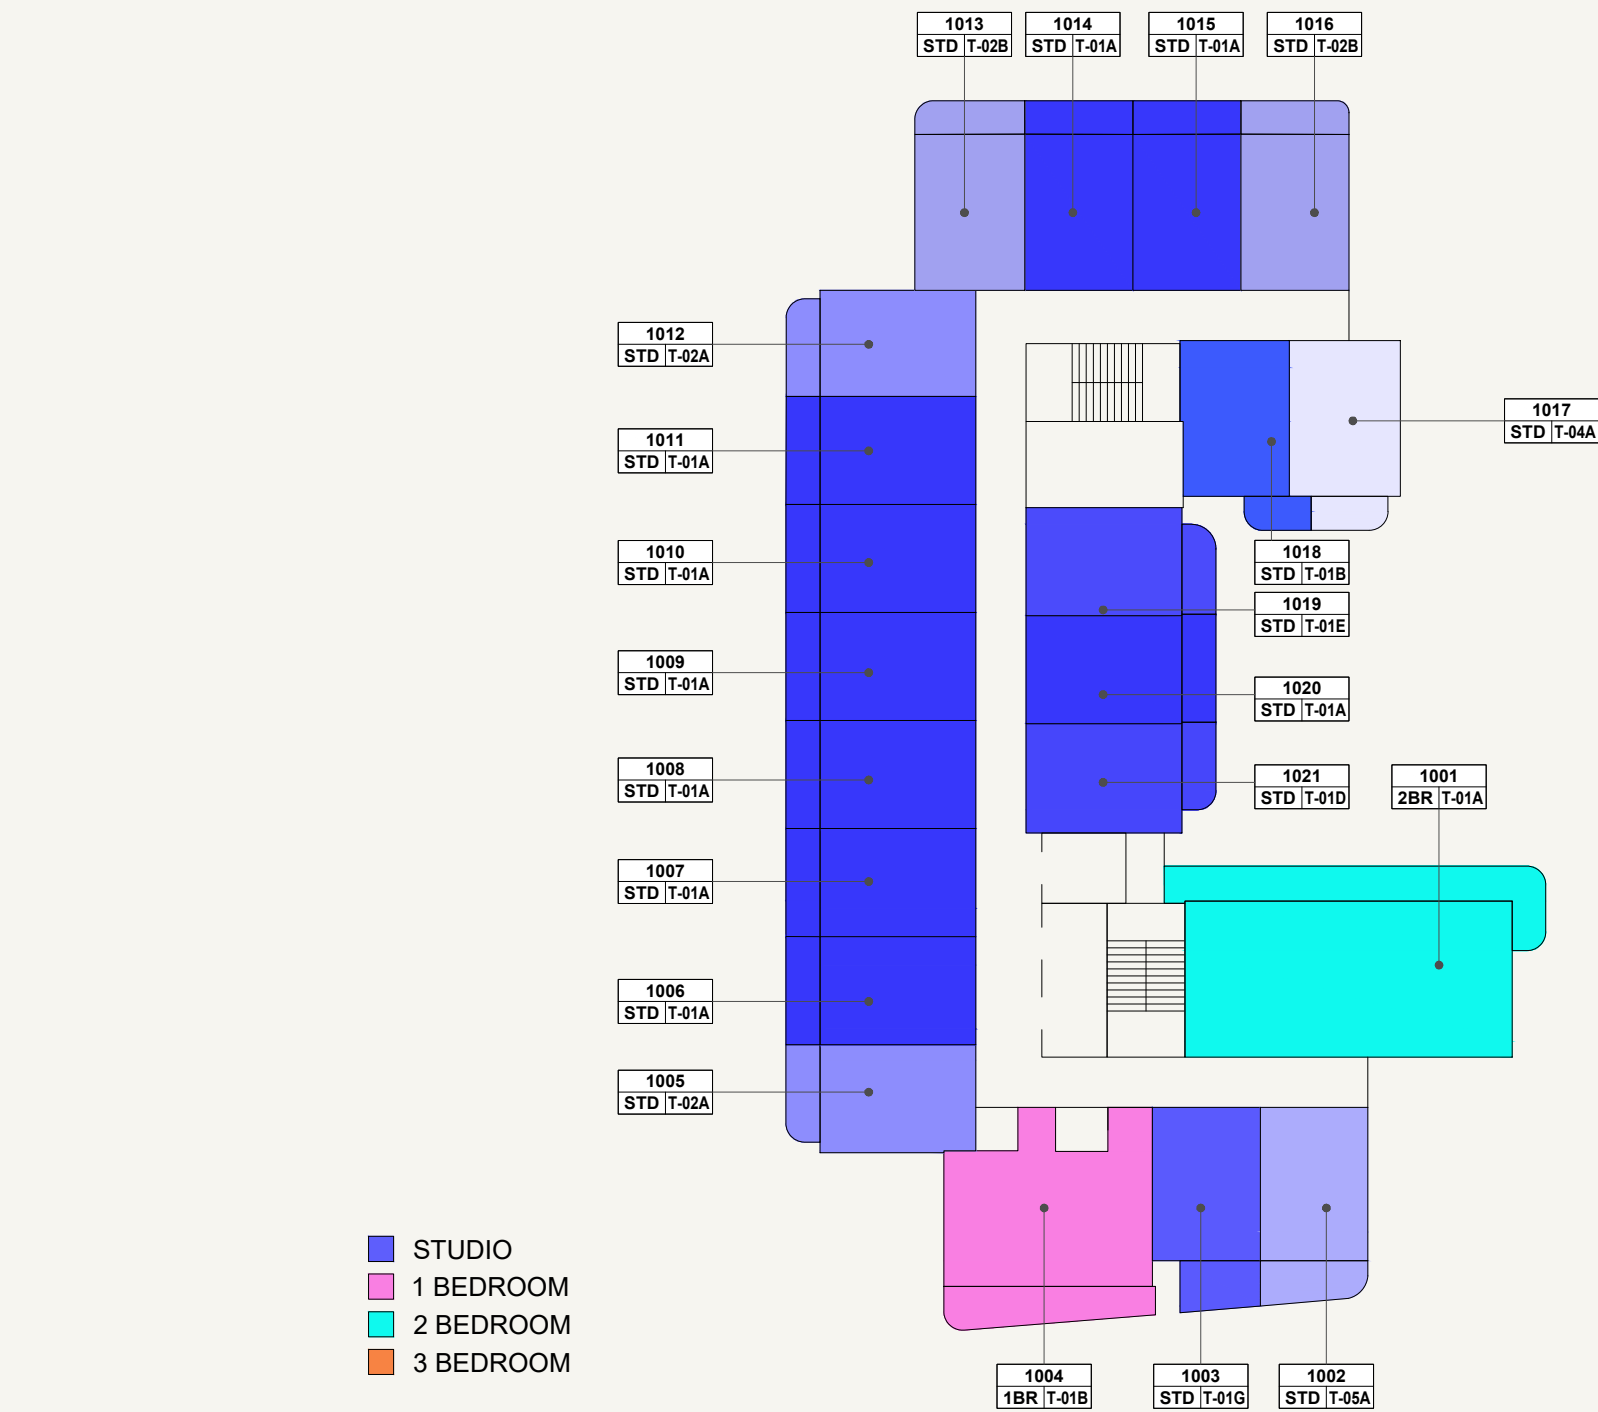 1013
STD T-02B
1014
STD T-01A
1015
STD T-01A
1016
STD T-02B
1012
STD T-02A
1011
STD T-01A
1017
STD T-04A
1010
STD T-01A
1018
STD T-01B
1019
STD T-01E
1009
STD T-01A
1020
STD T-01A
1008
STD T-01A
1021
STD T-01D
1001
2BR T-01A
1007
STD T-01A
1006
STD T-01A
1005
STD T-02A
STUDIO
1 BEDROOM
2 BEDROOM
3 BEDROOM
1004
1BR T-01B
1003
STD T-01G
1002
STD T-05A